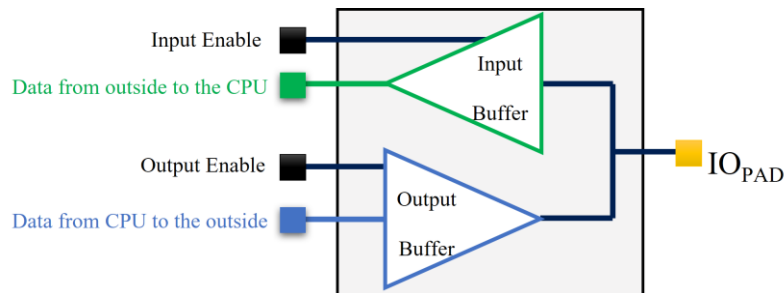 Input Enable
Data from outside to the CPU
Input
Buffer
Output Enable
Data from CPU to the outside
Output
Buffer
IOPAD